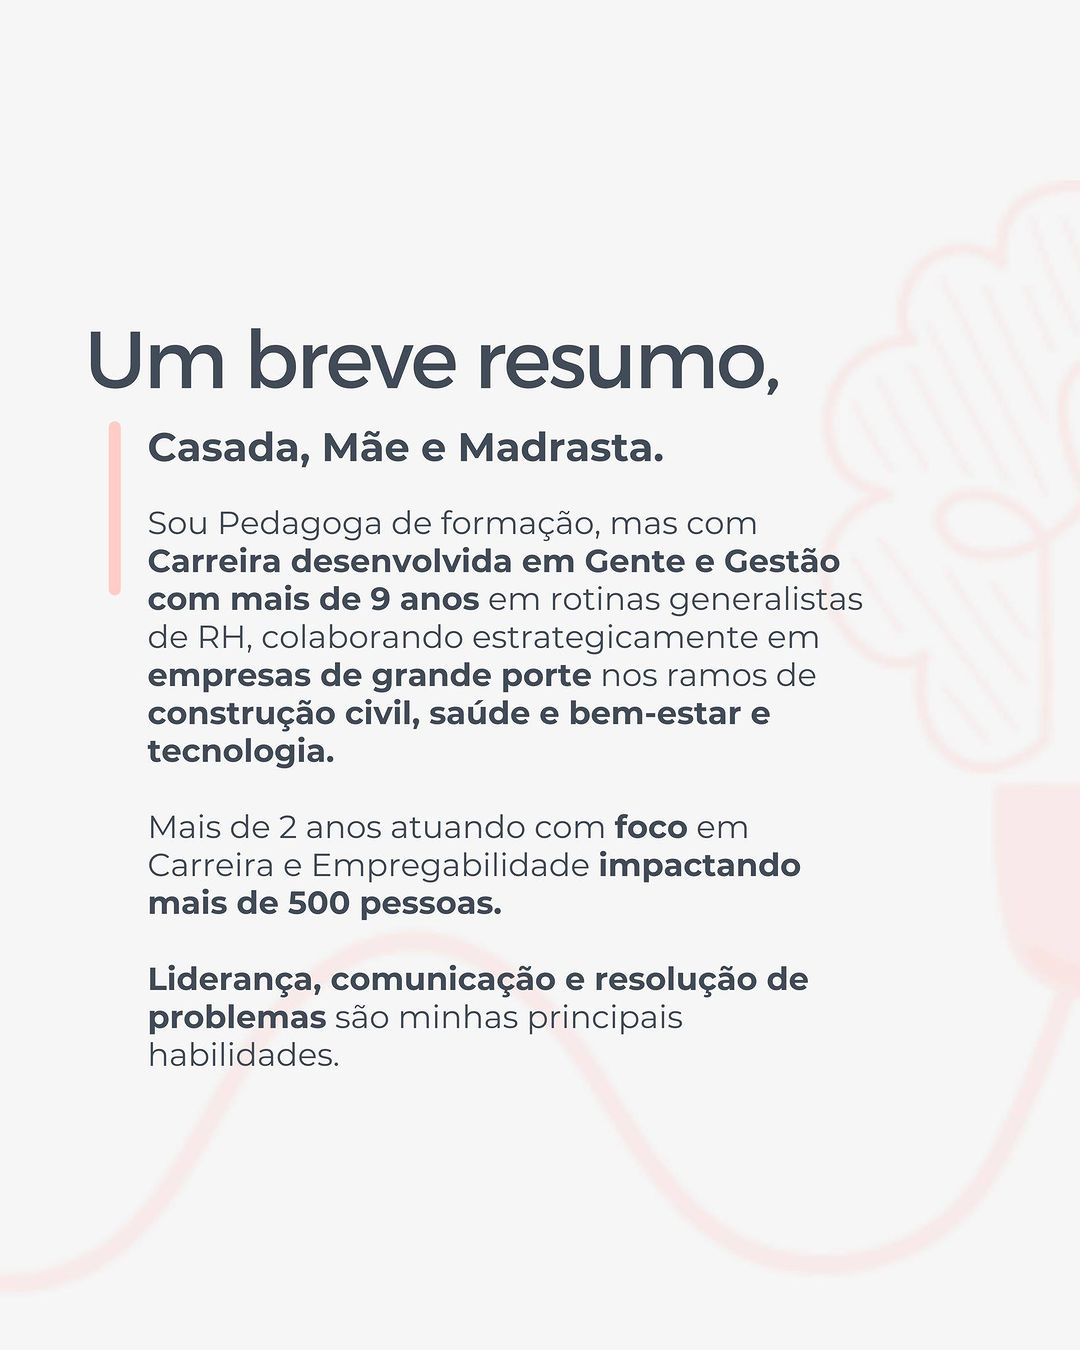 Um breve resumo,
Casada, Mãe e Madrasta.
Sou Pedagoga de formação, mas com
Carreira desenvolvida em Gente e Gestão
com mais de 9 anos em rotinas generalistas
de RH, colaborando estrategicamente em
empresas de grande porte nos ramos de
construção civil, saúde e bem-estar e
tecnologia.
Mais de 2 anos atuando com foco em
Carreira e Empregabilidade impactando
mais de 500 pessoas.
Liderança, comunicação e resolução de
problemas são minhas principais
habilidades.